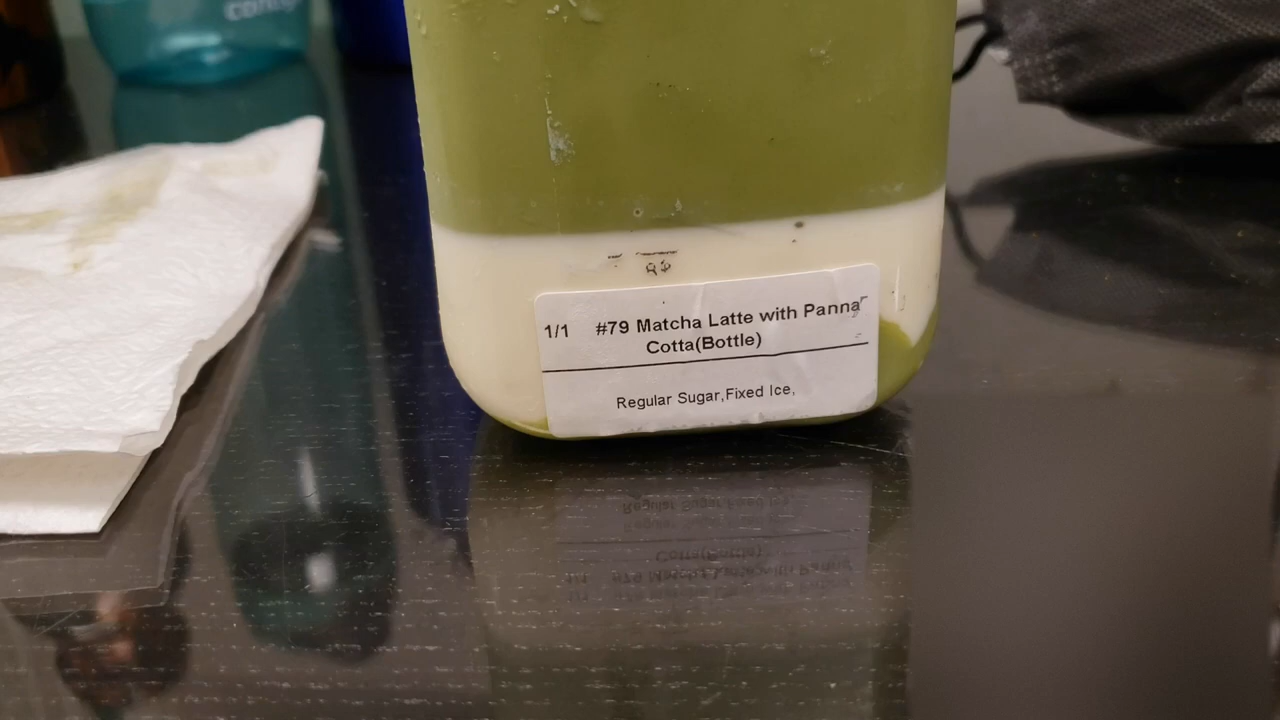 1/1 #79 Matcha Latte with Panna
Cotta(Bottle)
Regular Sugar,Fixed Ice,